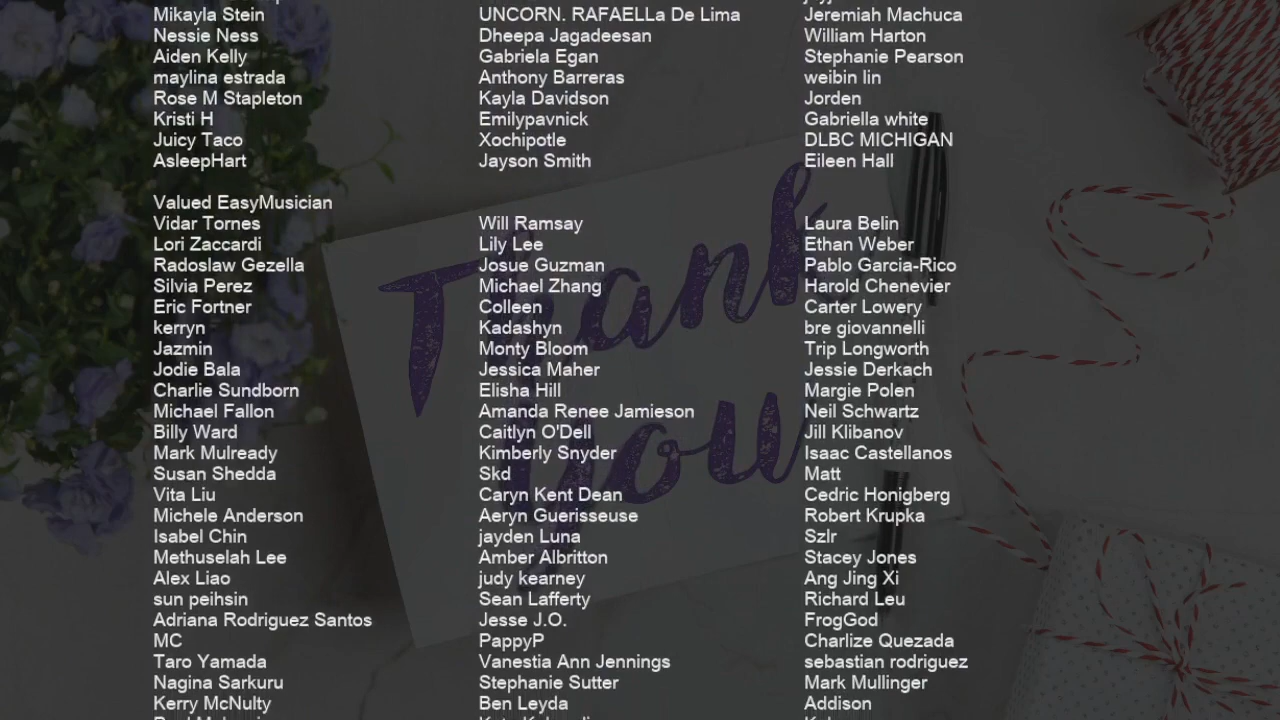 Mikayla Stein UNCORN. RAFAELLa De Lima Jeremiah Machuca
Nessie Ness Dheepa Jagadeesan William Harton
Aiden Kelly Gabriela Egan Stephanie Pearson
maylina estrada Anthony Barreras weibin lin
Rose M Stapleton Kayla Davidson Jorden
Kristi H Emilypavnick Gabriella white
Juicy Taco Xochipotle DLBC MICHIGAN
AsleepHart Jayson Smith Eileen Hall
Valued EasyMusician
Vidar Tornes Will Ramsay Laura Belin
Lori Zaccardi Lily Lee Ethan Weber
Radoslaw Gezella Josue Guzman Pablo Garcia-Rico
Silvia Perez Michael Zhang Harold Chenevier
Eric Fortner Colleen Carter Lowery
kerryn Kadashyn bre giovannelli
Jazmin Monty Bloom Trip Longworth
Jodie Bala Jessica Maher Jessie Derkach
Charlie Sundborn Elisha Hill Margie Polen
Michael Fallon Amanda Renee Jamieson Neil Schwartz
Billy Ward Caitlyn O'Dell Jill Klibanov
Mark Mulready Kimberly Snyder Isaac Castellanos
Susan Shedda Skd Matt
Vita Liu Caryn Kent Dean Cedric Honigberg
Michele Anderson Aeryn Guerisseuse Robert Krupka
Isabel Chin jayden Luna Szlr
Methuselah Lee Amber Albritton Stacey Jones
Alex Liao judy kearney Ang Jing Xi
sun peihsin Sean Lafferty Richard Leu
Adriana Rodriguez Santos Jesse J.O. FrogGod
MC PappyP Charlize Quezada
Taro Yamada Vanestia Ann Jennings sebastian rodriguez
Nagina Sarkuru Stephanie Sutter Mark Mullinger
Kerry McNulty Ben Leyda Addison
Thank
you